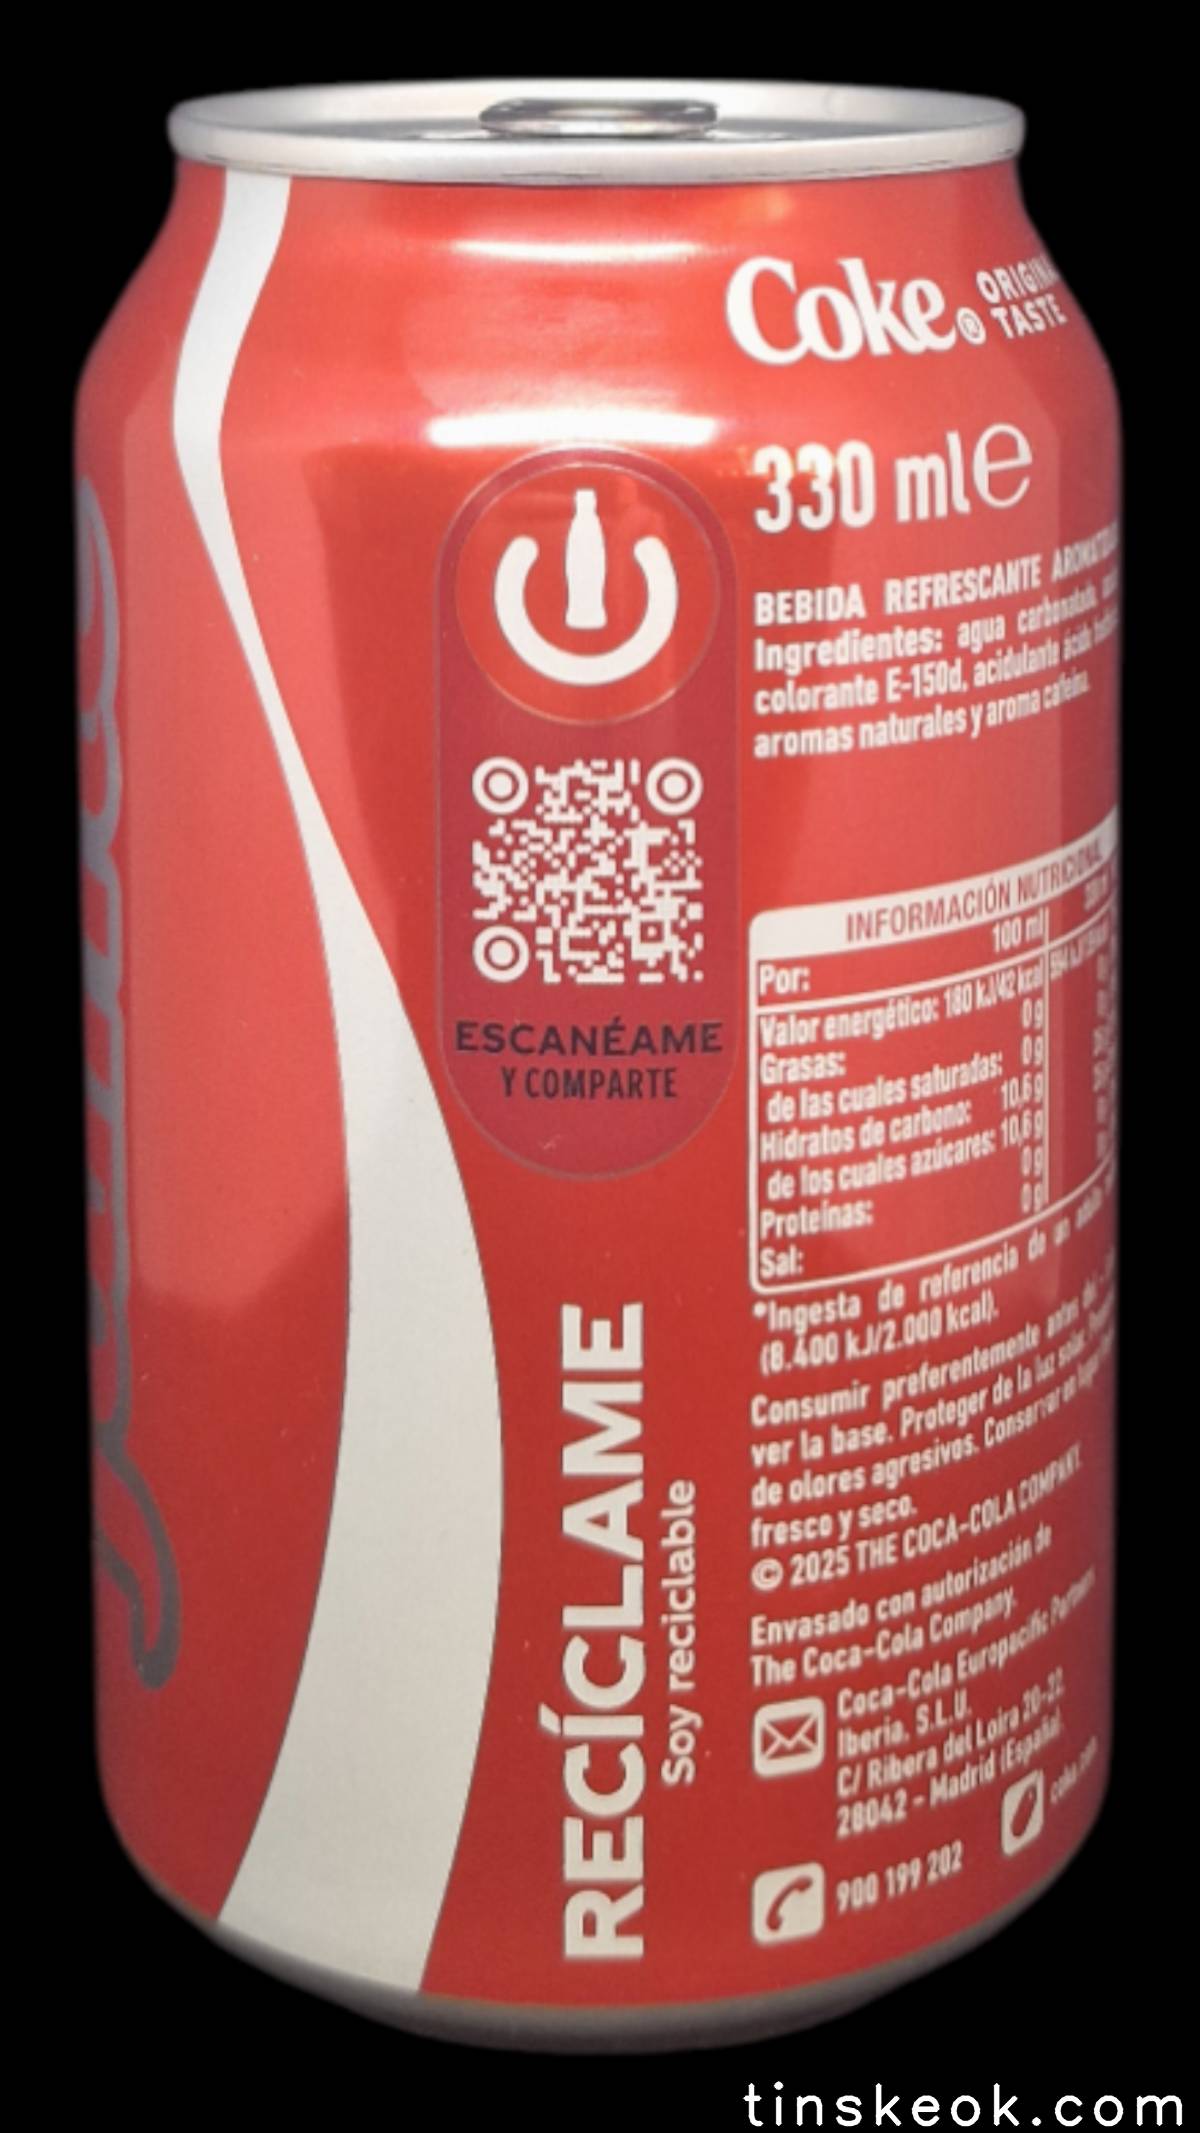 Coke® ORIGINAL
TASTE
330 ml e
BEBIDA REFRESCANTE
Ingredientes: agua carbonatada,
colorante E-150d, acidulante ácido
aromas naturales y aroma cafeína.
INFORMACIÓN NUTRICIONAL
100 ml
Por:
Valor energético: 180 kJ/42 kcal
Grasas: 0 g
de las cuales saturadas: 0 g
Hidratos de carbono: 10,6 g
de los cuales azúcares: 10,6 g
Proteínas: 0 g
Sal: 0 g
*Ingesta de referencia de un
(8.400 kJ/2.000 kcal).
Consumir preferentemente antes del
ver la base. Proteger de la luz solar.
de olores agresivos. Conservar en lugar
fresco y seco.
© 2025 THE COCA-COLA COMPANY.
Envasado con autorización de
The Coca-Cola Company.
Coca-Cola Europacific Partners
Iberia, S.L.U.
C/ Ribera del Loira 20-22.
28042 - Madrid (España).
900 199 202
ESCANÉAME
Y COMPARTE
RECÍCLAME
Soy reciclable
tinskeok.com